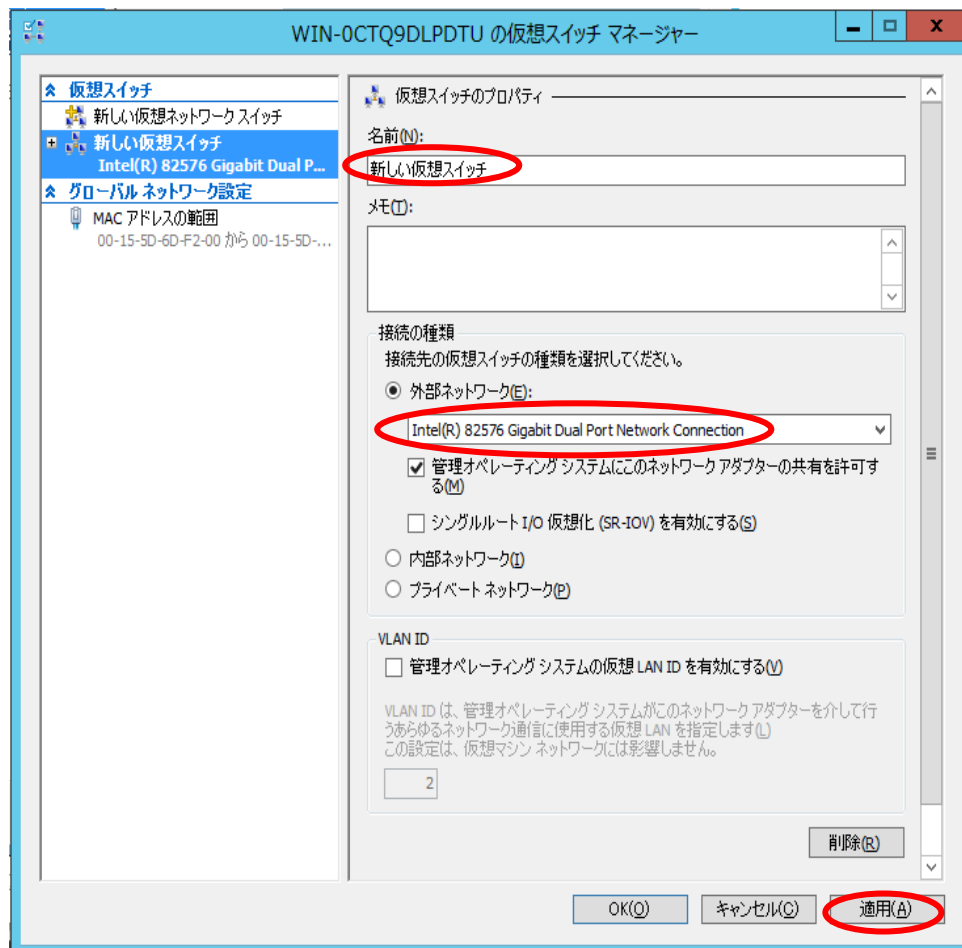 WIN-0CTQ9DLPDTU の仮想スイッチ マネージャー
仮想スイッチ
新しい仮想ネットワーク スイッチ
新しい仮想スイッチ
Intel(R) 82576 Gigabit Dual P...
グローバル ネットワーク設定
MAC アドレスの範囲
00-15-5D-6D-F2-00 から 00-15-5D-...
仮想スイッチのプロパティ
名前(N):
新しい仮想スイッチ
メモ(T):
接続の種類
接続先の仮想スイッチの種類を選択してください。
外部ネットワーク(E):
Intel(R) 82576 Gigabit Dual Port Network Connection
管理オペレーティング システムにこのネットワーク アダプターの共有を許可す
る(M)
シングルルート I/O 仮想化 (SR-IOV) を有効にする(S)
内部ネットワーク(I)
プライベート ネットワーク(P)
VLAN ID
管理オペレーティング システムの仮想 LAN ID を有効にする(V)
VLAN ID は、管理オペレーティング システムがこのネットワーク アダプターを介して行
うあらゆるネットワーク通信に使用する仮想 LAN を指定します(L)
この設定は、仮想マシン ネットワークには影響しません。
2
削除(R)
OK(O)
キャンセル(C)
適用(A)